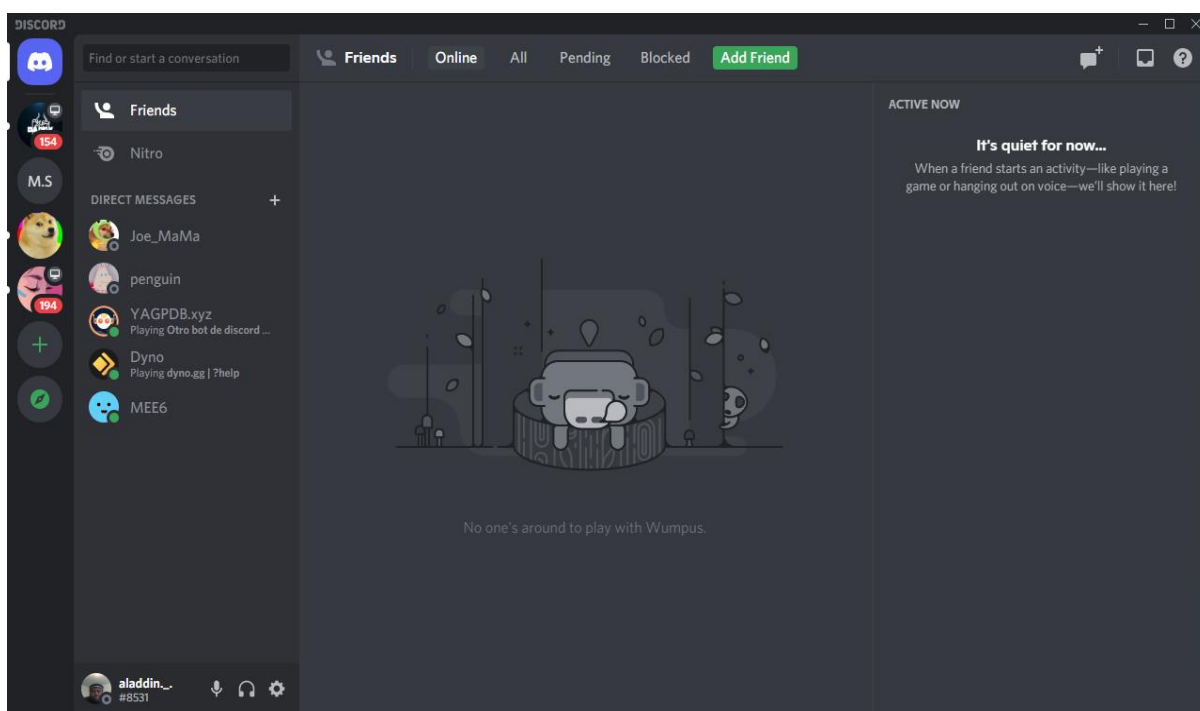 DISCORD
Find or start a conversation
Friends
Online
All
Pending
Blocked
Add Friend
154
M.S
194
Friends
Nitro
DIRECT MESSAGES
Joe_MaMa
penguin
YAGPDB.xyz
Playing Otro bot de discord ...
Dyno
Playing dyno.gg | ?help
MEE6
aladdin._.
#8531
No one's around to play with Wumpus.
ACTIVE NOW
It's quiet for now...
When a friend starts an activity—like playing a
game or hanging out on voice—we'll show it here!